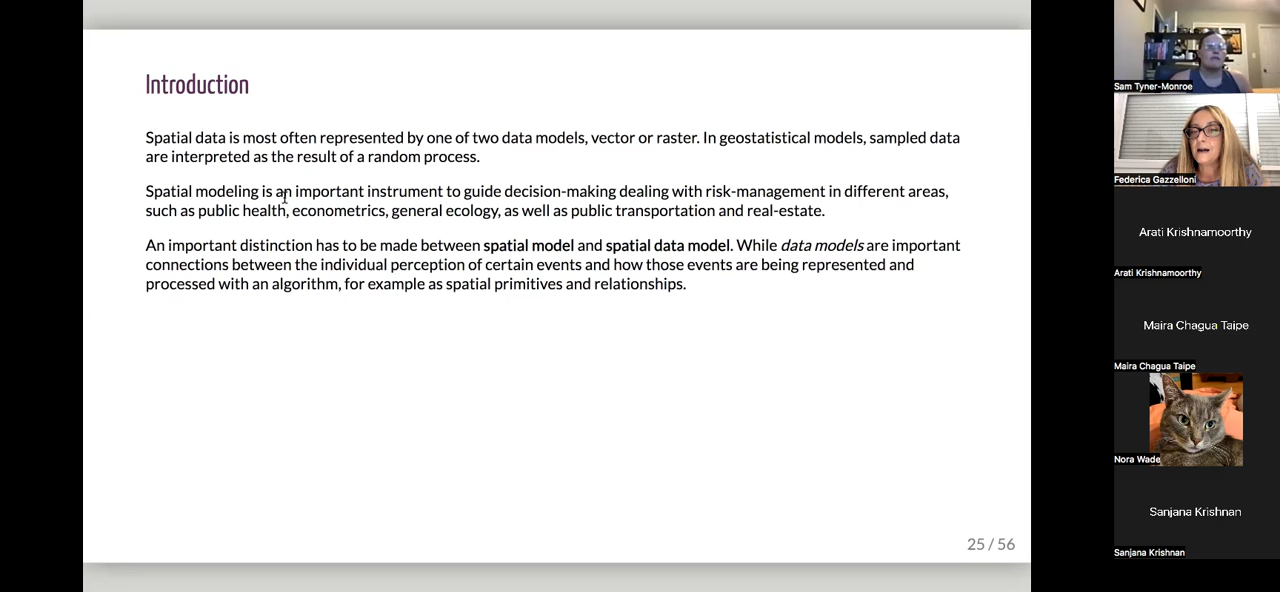 Introduction
Spatial data is most often represented by one of two data models, vector or raster. In geostatistical models, sampled data
are interpreted as the result of a random process.
Spatial modeling is an important instrument to guide decision-making dealing with risk-management in different areas,
such as public health, econometrics, general ecology, as well as public transportation and real-estate.
An important distinction has to be made between spatial model and spatial data model. While data models are important
connections between the individual perception of certain events and how those events are being represented and
processed with an algorithm, for example as spatial primitives and relationships.
25 / 56
Sam Tyner-Monroe
Federica Gazzelloni
Arati Krishnamoorthy
Arati Krishnamoorthy
Maira Chagua Taipe
Maira Chagua Taipe
Nora Wade
Sanjana Krishnan
Sanjana Krishnan